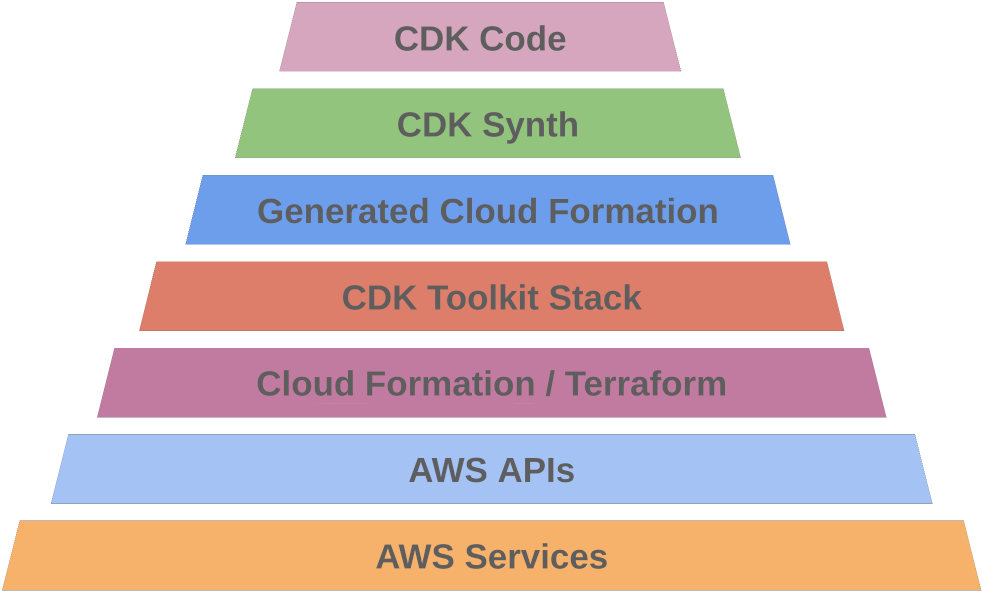 CDK Code
CDK Synth
Generated Cloud Formation
CDK Toolkit Stack
Cloud Formation / Terraform
AWS APIs
AWS Services